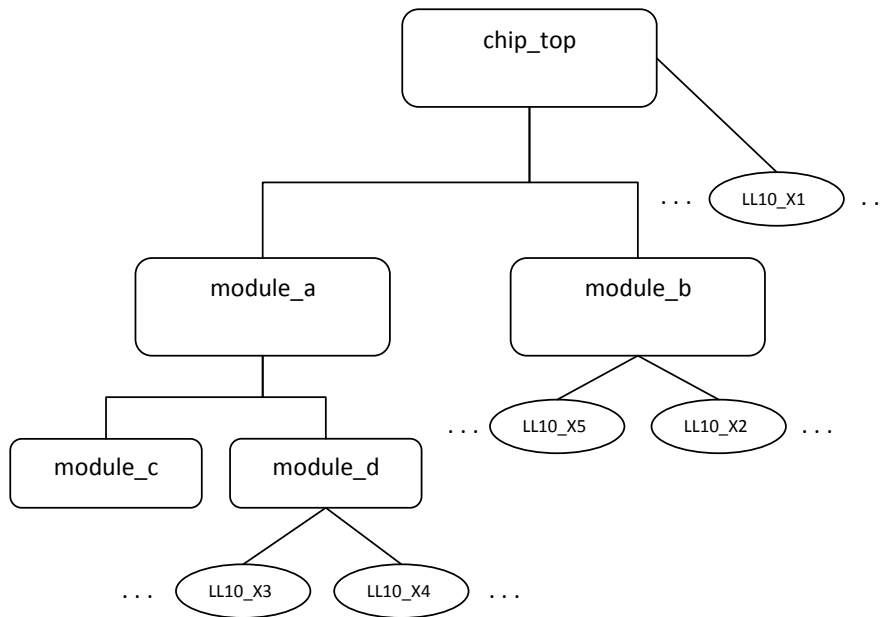 chip_top
. . . LL10_X1 . .
module_a
module_b
. . . LL10_X5 LL10_X2 . . .
module_c
module_d
. . . LL10_X3 LL10_X4 . . .